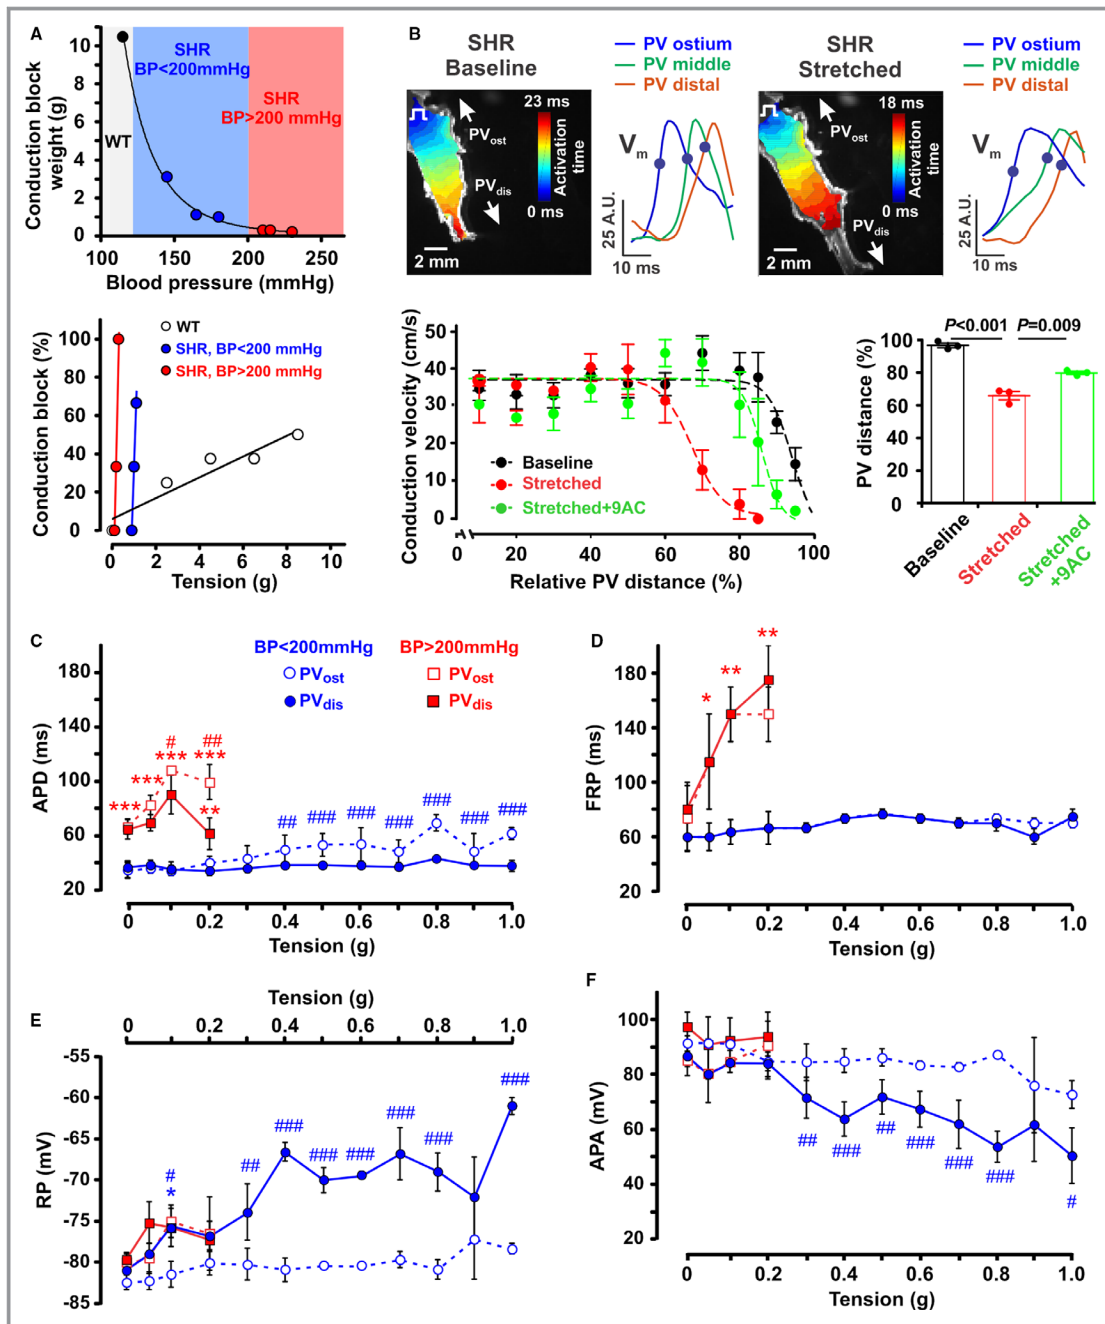 A
SHR
BP<200mmHg
SHR
BP>200 mmHg
WT
Conduction block
weight (g)
10
8
6
4
2
0
100
150
200
250
Blood pressure (mmHg)
Conduction block (%)
100
80
60
40
20
0
WT
SHR, BP<200 mmHg
SHR, BP>200 mmHg
0
2
4
6
8
10
Tension (g)
B
SHR
Baseline
PV ostium
PV middle
PV distal
23 ms
PVost
PVdis
Activation
time
0 ms
2 mm
Vm
25 A.U.
10 ms
SHR
Stretched
PV ostium
PV middle
PV distal
18 ms
PVost
PVdis
Activation
time
0 ms
2 mm
Vm
25 A.U.
10 ms
Conduction velocity (cm/s)
50
40
30
20
10
0
Baseline
Stretched
Stretched+9AC
0
20
40
60
80
100
Relative PV distance (%)
P<0.001
P=0.009
PV distance (%)
100
80
60
40
20
0
Baseline
Stretched
Stretched
+9AC
C
BP<200mmHg
BP>200mmHg
PVost
PVost
PVdis
PVdis
APD (ms)
180
140
100
60
20
***
***
#
***
##
***
**
##
###
###
###
###
###
###
0
0.2
0.4
0.6
0.8
1.0
Tension (g)
D
FRP (ms)
180
140
100
60
20
*
**
**
0
0.2
0.4
0.6
0.8
1.0
Tension (g)
E
Tension (g)
0
0.2
0.4
0.6
0.8
1.0
RP (mV)
-55
-60
-65
-70
-75
-80
-85
#
*
##
###
###
###
###
###
###
F
APA (mV)
100
80
60
40
20
##
###
##
###
###
###
#
0
0.2
0.4
0.6
0.8
1.0
Tension (g)